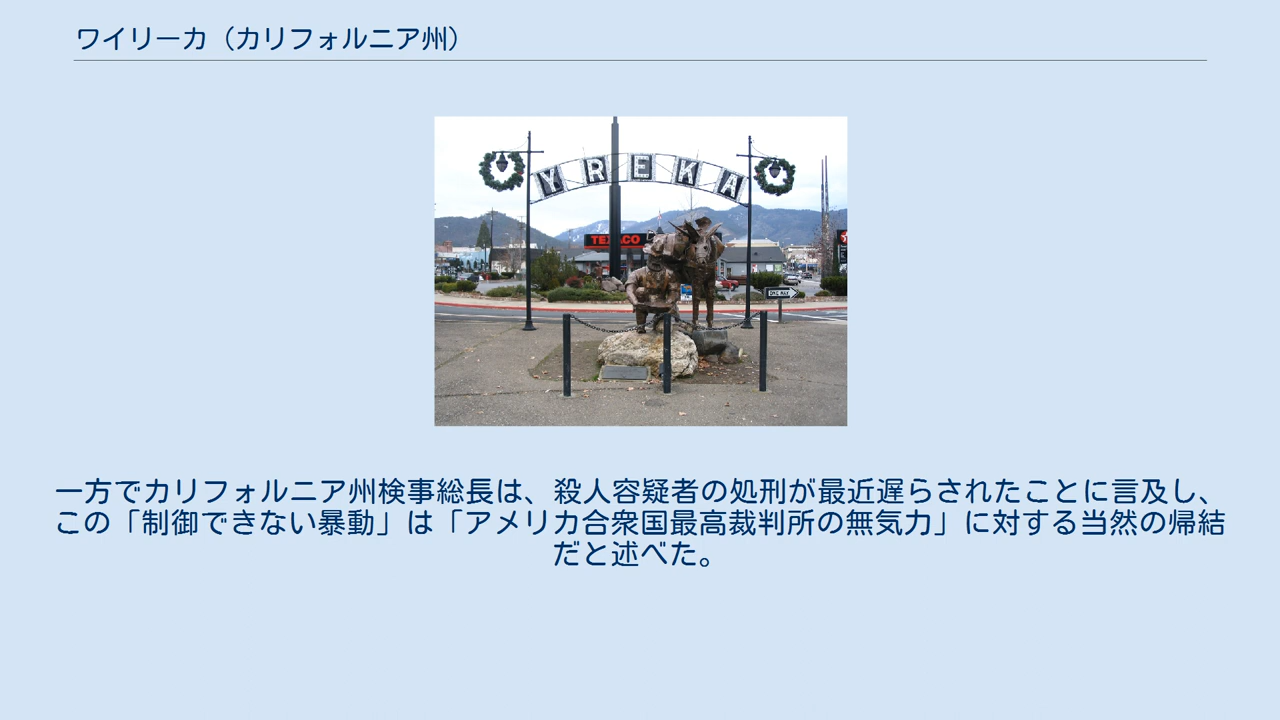 ワイリーカ（カリフォルニア州）
YREKA
TEXACO
ONE WAY
一方でカリフォルニア州検事総長は、殺人容疑者の処刑が最近遅らされたことに言及し、
この「制御できない暴動」は「アメリカ合衆国最高裁判所の無気力」に対する当然の帰結
だと述べた。